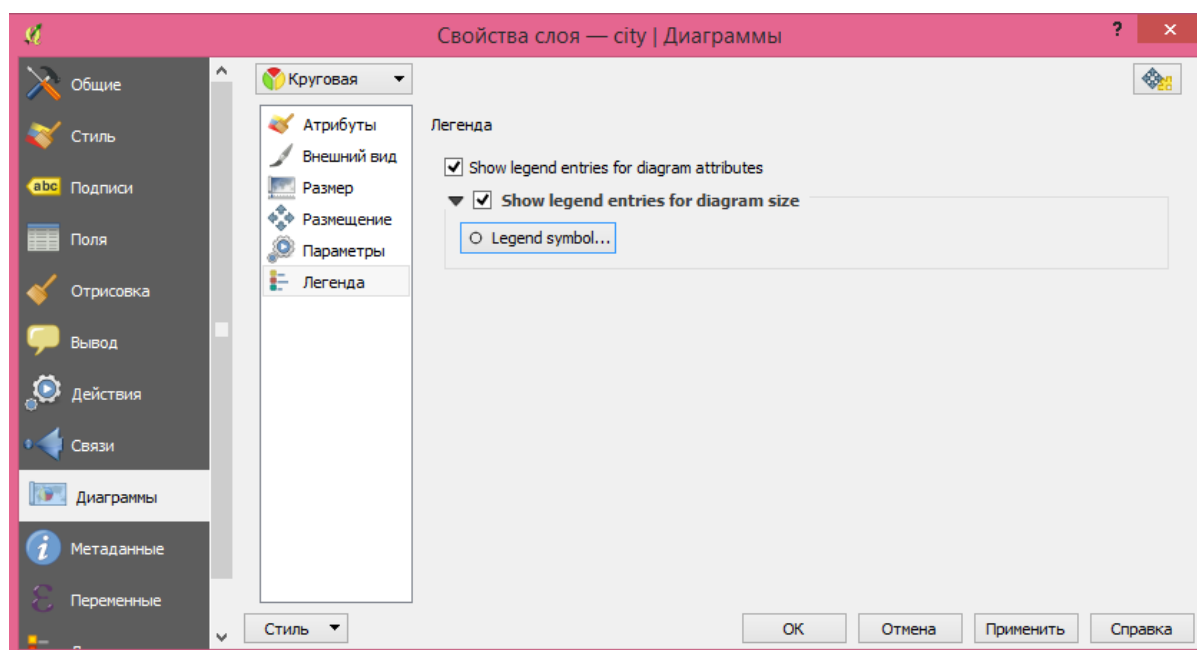 Свойства слоя — city | Диаграммы
?
×
Общие
Стиль
abc Подписи
Поля
Отрисовка
Вывод
Действия
Связи
Диаграммы
Метаданные
Переменные
Круговая
Атрибуты
Внешний вид
Размер
Размещение
Параметры
Легенда
Легенда
Show legend entries for diagram attributes
Show legend entries for diagram size
Legend symbol...
Стиль
ОК
Отмена
Применить
Справка